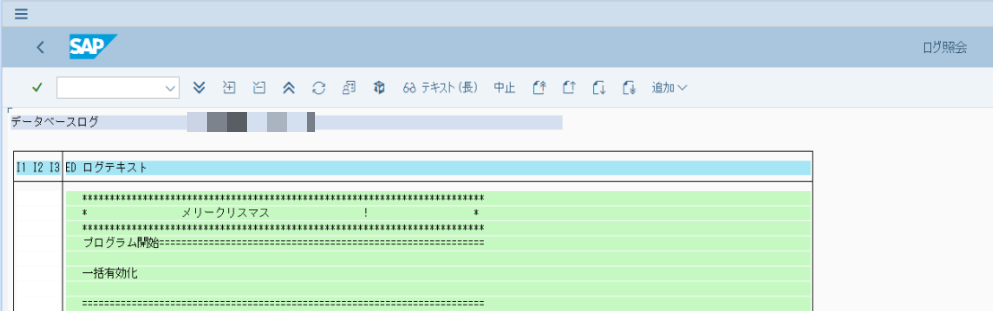 SAP
ログ照会
テキスト(長) 中止 追加
データベースログ
I1 I2 I3 ED ログテキスト
*************************************************************************
* メリークリスマス ! *
*************************************************************************
プログラム開始===========================================================
一括有効化
=========================================================================